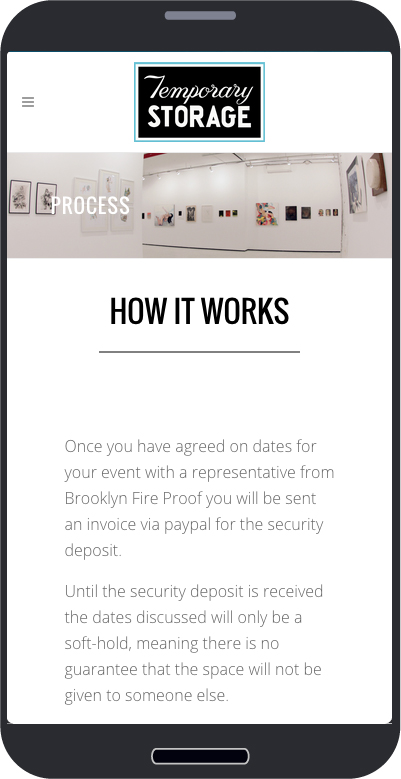 Temporary
STORAGE
PROCESS
HOW IT WORKS
Once you have agreed on dates for
your event with a representative from
Brooklyn Fire Proof you will be sent
an invoice via paypal for the security
deposit.
Until the security deposit is received
the dates discussed will only be a
soft-hold, meaning there is no
guarantee that the space will not be
given to someone else.